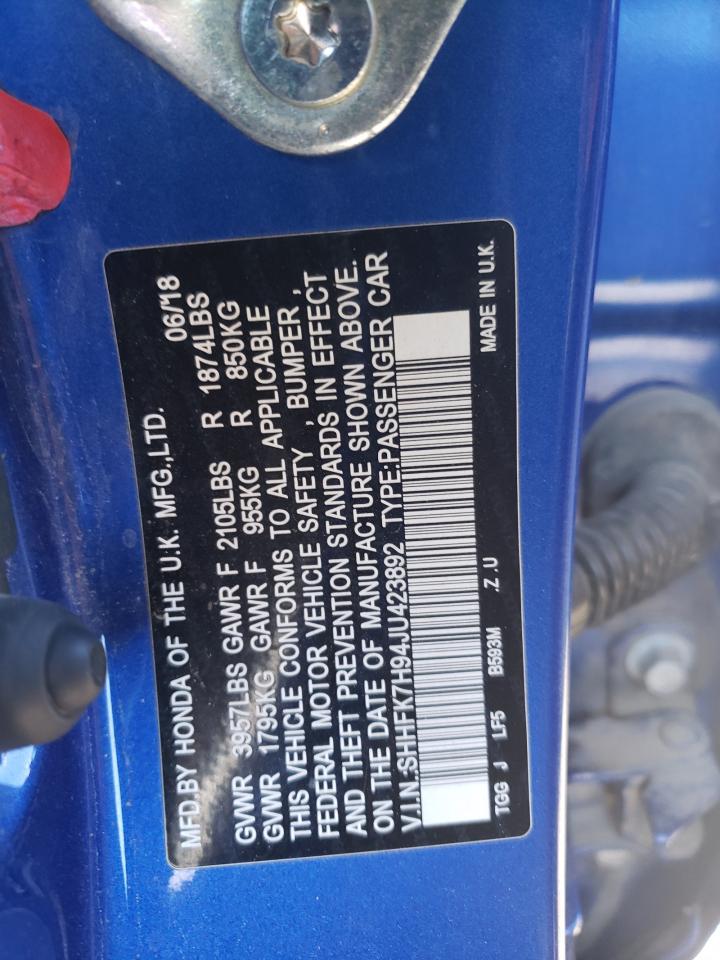 MFD.BY HONDA OF THE U.K. MFG.,LTD. 06/18
GVWR 3957LBS GAWR F 2105LBS R 1874LBS
GVWR 1795KG GAWR F 955KG R 850KG
THIS VEHICLE CONFORMS TO ALL APPLICABLE
FEDERAL MOTOR VEHICLE SAFETY , BUMPER ,
AND THEFT PREVENTION STANDARDS IN EFFECT
ON THE DATE OF MANUFACTURE SHOWN ABOVE.
V.I.N.:SHHFK7H94JU423892 TYPE:PASSENGER CAR
TGG J LF5 B593M .Z .U MADE IN U.K.